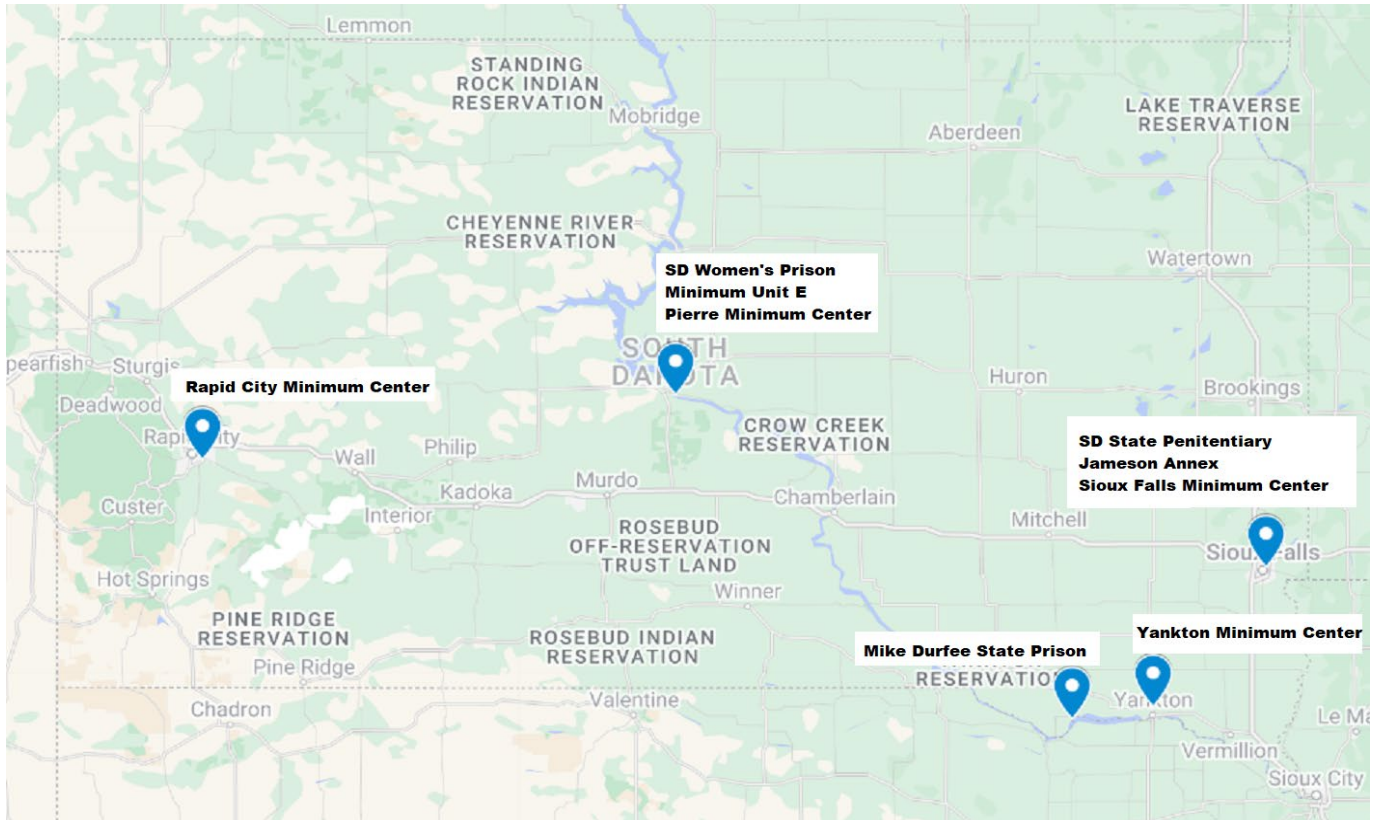 Lemmon
STANDING
ROCK INDIAN
RESERVATION
Mobridge
Aberdeen
LAKE TRAVERSE
RESERVATION
CHEYENNE RIVER
RESERVATION
Watertown
SD Women's Prison
Minimum Unit E
Pierre Minimum Center
SOUTH
DAKOTA
pearfish
Sturgis
Deadwood
Rapid City Minimum Center
Huron
Brookings
CROW CREEK
RESERVATION
Wall
Philip
Kadoka
Murdo
Chamberlain
SD State Penitentiary
Jameson Annex
Sioux Falls Minimum Center
Custer
Interior
Mitchell
Sioux Falls
ROSEBUD
OFF-RESERVATION
TRUST LAND
Hot Springs
Winner
PINE RIDGE
RESERVATION
Pine Ridge
ROSEBUD INDIAN
RESERVATION
Mike Durfee State Prison
RESERVATION
Yankton Minimum Center
Yankton
Chadron
Valentine
Le Ma
Vermillion
Sioux City